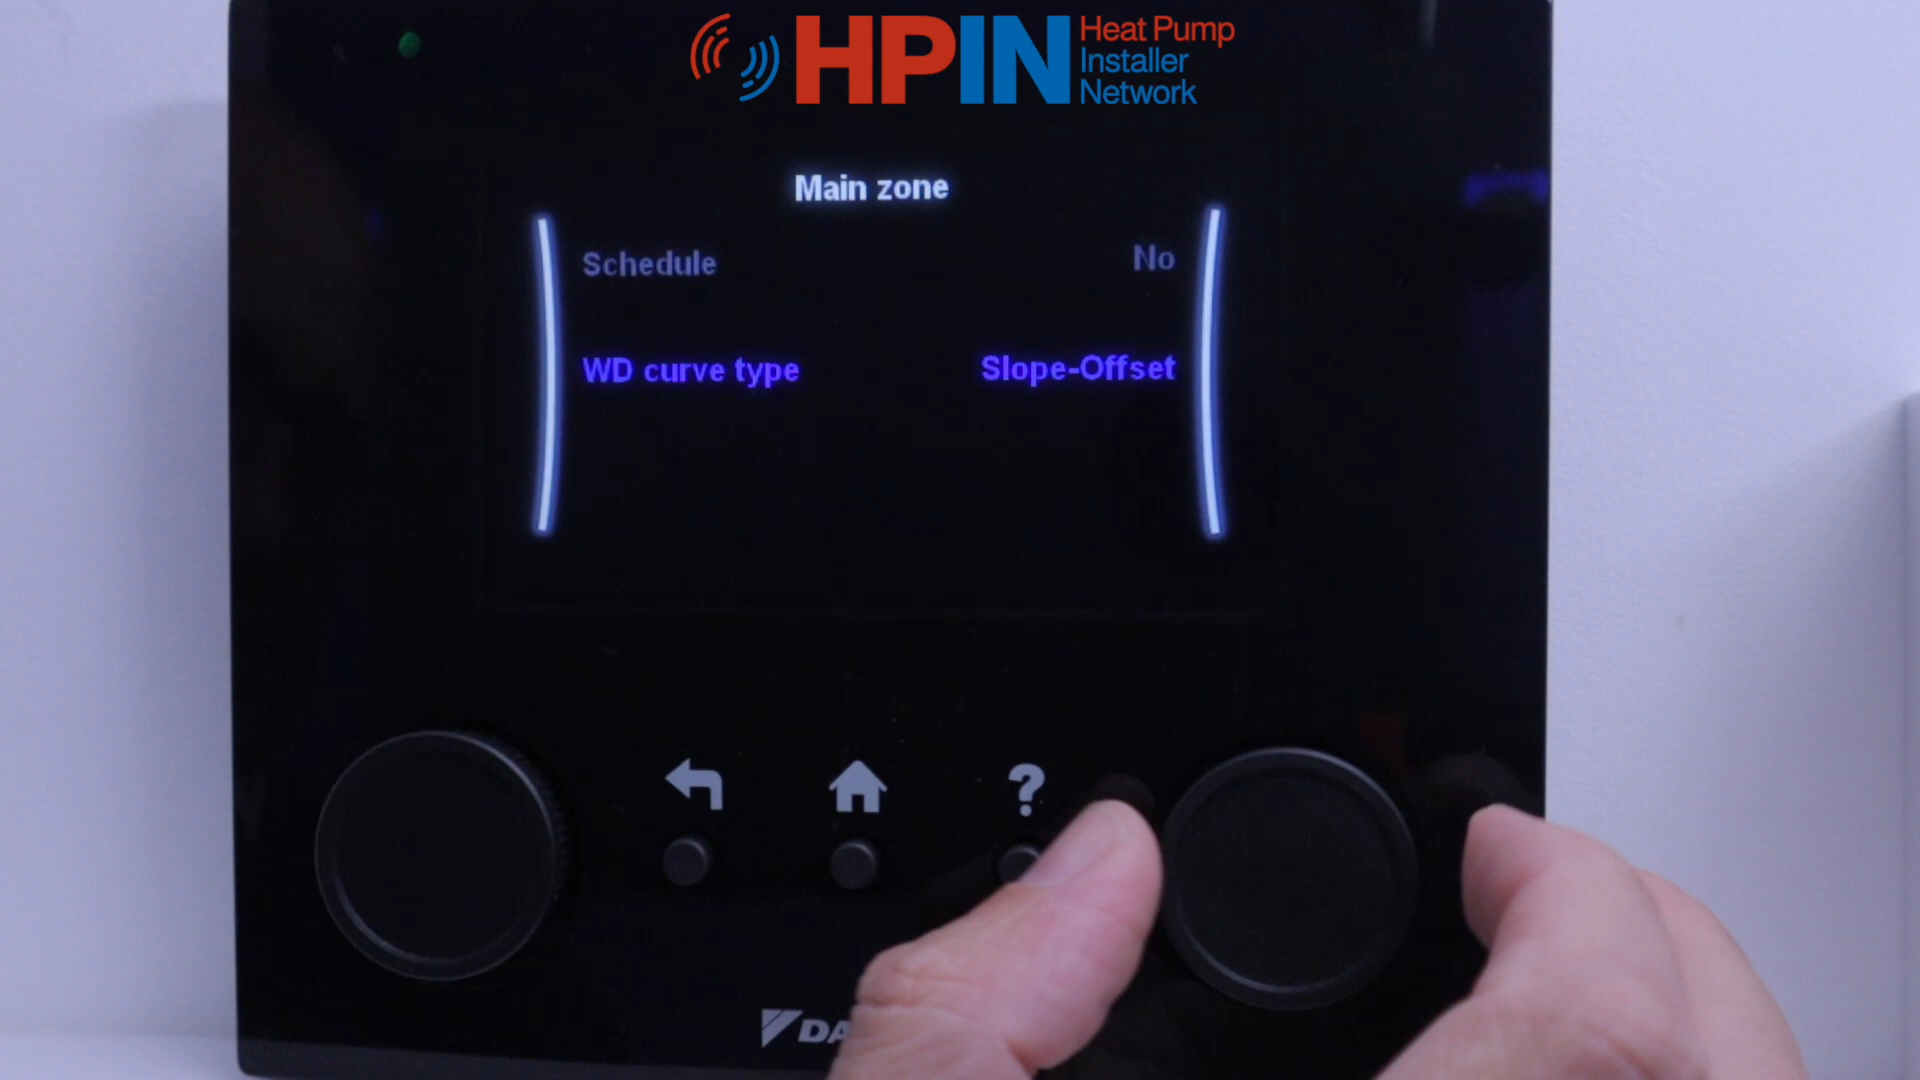 HPIN Heat Pump
Installer
Network
Main zone
Schedule No
WD curve type Slope-Offset
?